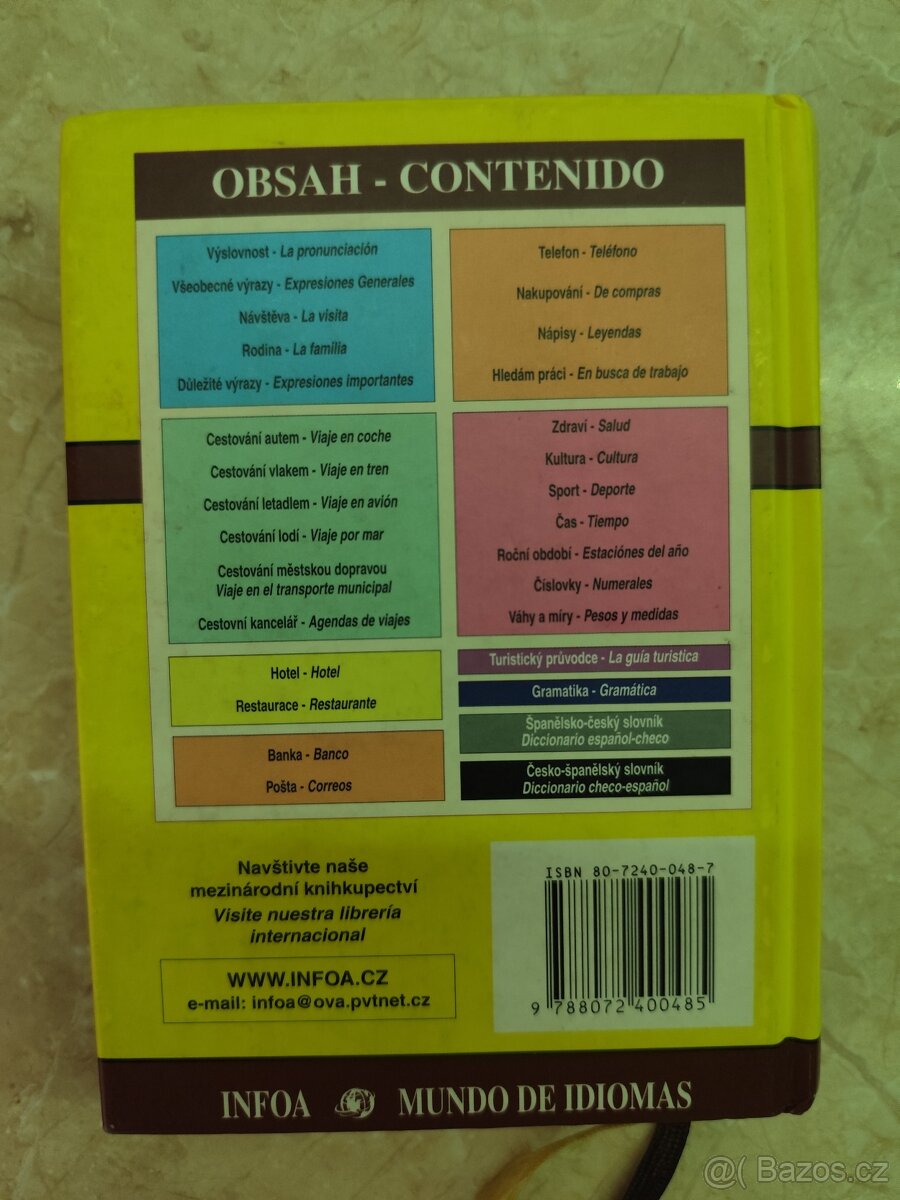 OBSAH - CONTENIDO
Výslovnost - La pronunciación
Všeobecné výrazy - Expresiones Generales
Návštěva - La visita
Rodina - La familia
Důležité výrazy - Expresiones importantes
Cestování autem - Viaje en coche
Cestování vlakem - Viaje en tren
Cestování letadlem - Viaje en avión
Cestování lodí - Viaje por mar
Cestování městskou dopravou
Viaje en el transporte municipal
Cestovní kancelář - Agendas de viajes
Hotel - Hotel
Restaurace - Restaurante
Banka - Banco
Pošta - Correos
Telefon - Teléfono
Nakupování - De compras
Nápisy - Leyendas
Hledám práci - En busca de trabajo
Zdraví - Salud
Kultura - Cultura
Sport - Deporte
Čas - Tiempo
Roční období - Estaciónes del año
Číslovky - Numerales
Váhy a míry - Pesos y medidas
Turistický průvodce - La guía turística
Gramatika - Gramática
Španělsko-český slovník
Diccionario español-checo
Česko-španělský slovník
Diccionario checo-español
Navštivte naše
mezinárodní knihkupectví
Visite nuestra librería
internacional
WWW.INFOA.CZ
e-mail: infoa@ova.pvtnet.cz
ISBN 80-7240-048-7
9 788072 400485
INFOA MUNDO DE IDIOMAS
@( Bazos.cz